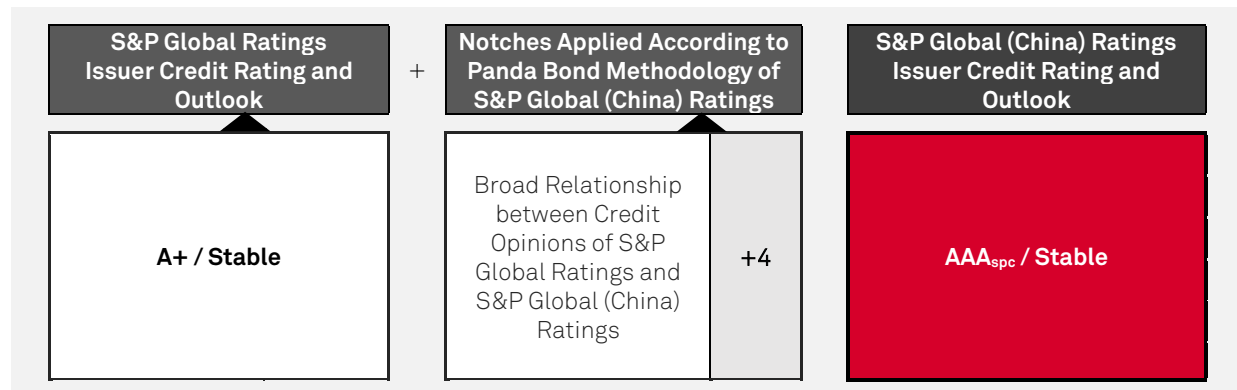 S&P Global Ratings
Issuer Credit Rating and
Outlook
+
Notches Applied According to
Panda Bond Methodology of
S&P Global (China) Ratings
S&P Global (China) Ratings
Issuer Credit Rating and
Outlook
A+ / Stable
Broad Relationship
between Credit
Opinions of S&P
Global Ratings and
S&P Global (China)
Ratings
+4
AAAspc / Stable